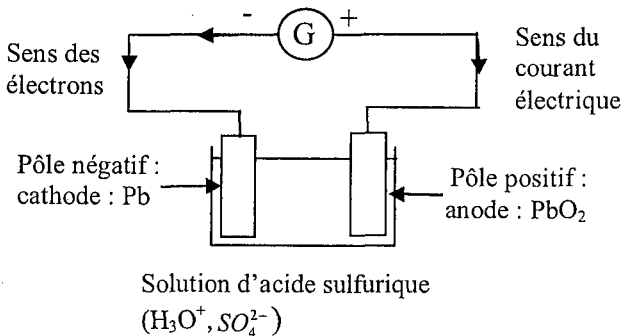 - G +
Sens des
électrons
Sens du
courant
électrique
Pôle négatif :
cathode : Pb
Pôle positif :
anode : PbO₂
Solution d'acide sulfurique
(H₃O⁺, SO₄²⁻)